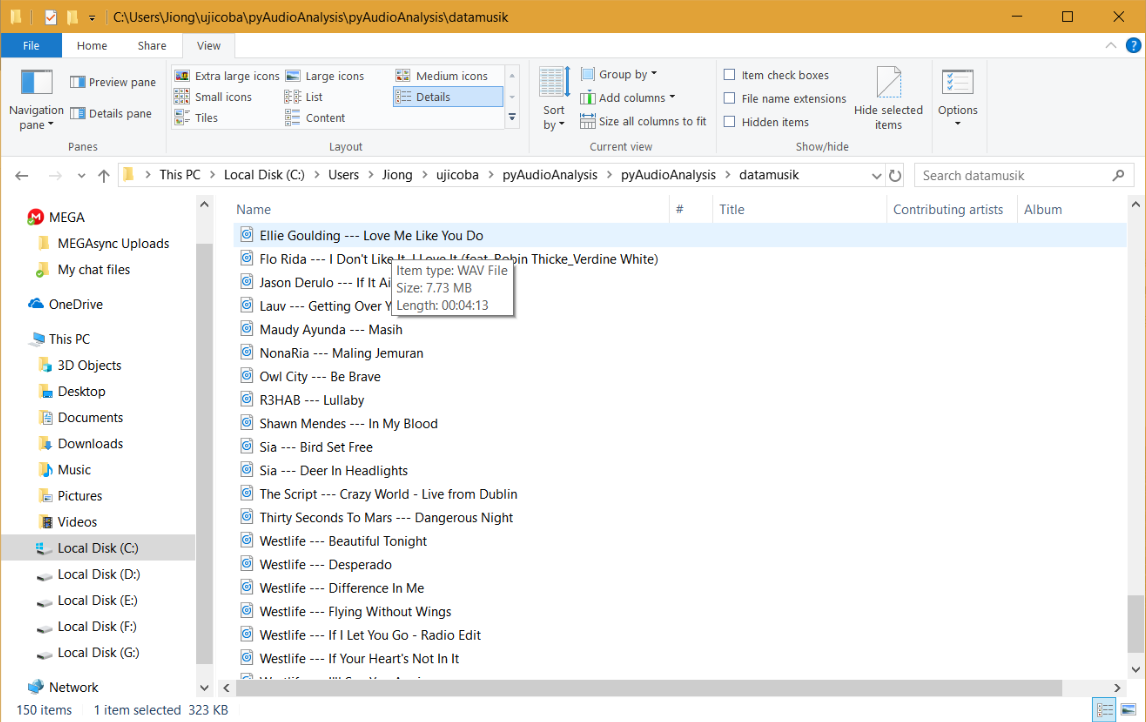 C:\Users\Jiong\ujicoba\pyAudioAnalysis\pyAudioAnalysis\datamusik
File Home Share View
Navigation pane
Preview pane
Details pane
Panes
Extra large icons Large icons Medium icons
Small icons List Details
Tiles Content
Layout
Sort by
Group by
Add columns
Size all columns to fit
Current view
Item check boxes
File name extensions
Hidden items
Hide selected items
Show/hide
Options
This PC > Local Disk (C:) > Users > Jiong > ujicoba > pyAudioAnalysis > pyAudioAnalysis > datamusik
Search datamusik
MEGA
MEGAsync Uploads
My chat files
OneDrive
This PC
3D Objects
Desktop
Documents
Downloads
Music
Pictures
Videos
Local Disk (C:)
Local Disk (D:)
Local Disk (E:)
Local Disk (F:)
Local Disk (G:)
Network
Name # Title Contributing artists Album
Ellie Goulding --- Love Me Like You Do
Flo Rida --- I Don't Like It, I Love It (feat. Robin Thicke_Verdine White)
Jason Derulo --- If It Ai
Lauv --- Getting Over Y
Item type: WAV File
Size: 7.73 MB
Length: 00:04:13
Maudy Ayunda --- Masih
NonaRia --- Maling Jemuran
Owl City --- Be Brave
R3HAB --- Lullaby
Shawn Mendes --- In My Blood
Sia --- Bird Set Free
Sia --- Deer In Headlights
The Script --- Crazy World - Live from Dublin
Thirty Seconds To Mars --- Dangerous Night
Westlife --- Beautiful Tonight
Westlife --- Desperado
Westlife --- Difference In Me
Westlife --- Flying Without Wings
Westlife --- If I Let You Go - Radio Edit
Westlife --- If Your Heart's Not In It
150 items 1 item selected 323 KB